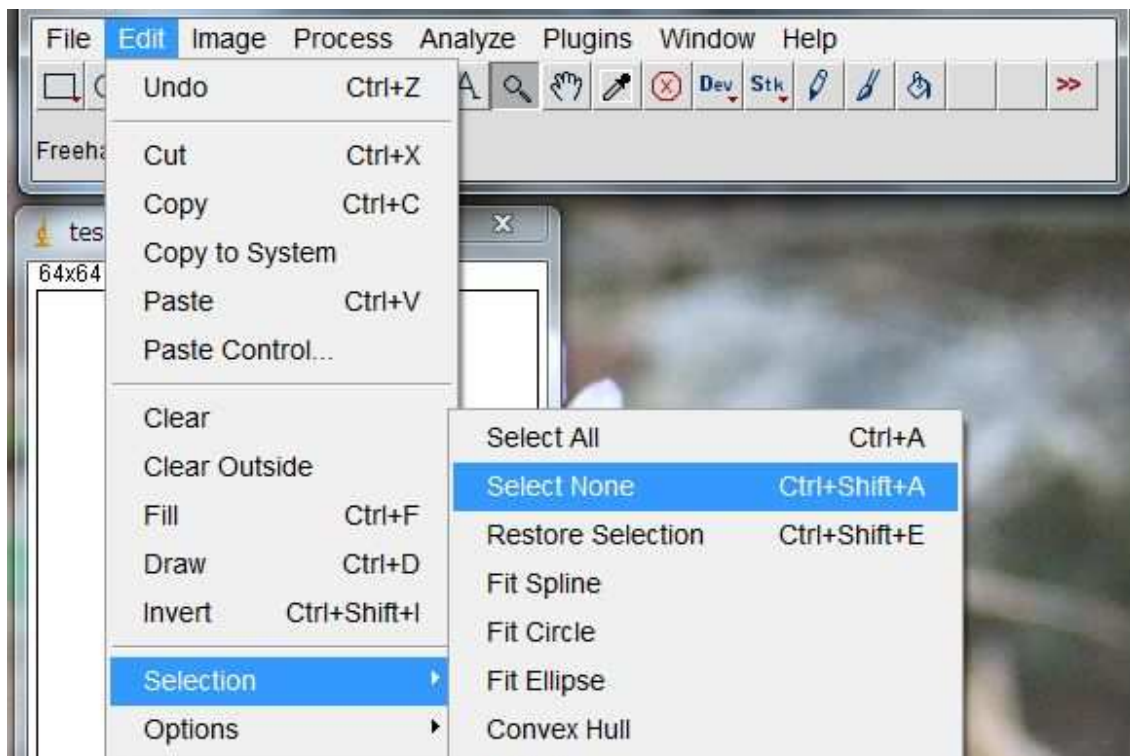 File Edit Image Process Analyze Plugins Window Help
Undo Ctrl+Z
A Dev Stk >>
Freeha
Cut Ctrl+X
Copy Ctrl+C
tes
Copy to System
64x64
Paste Ctrl+V
Paste Control...
Clear
Clear Outside
Fill Ctrl+F
Draw Ctrl+D
Invert Ctrl+Shift+I
Selection
Options
Select All Ctrl+A
Select None Ctrl+Shift+A
Restore Selection Ctrl+Shift+E
Fit Spline
Fit Circle
Fit Ellipse
Convex Hull